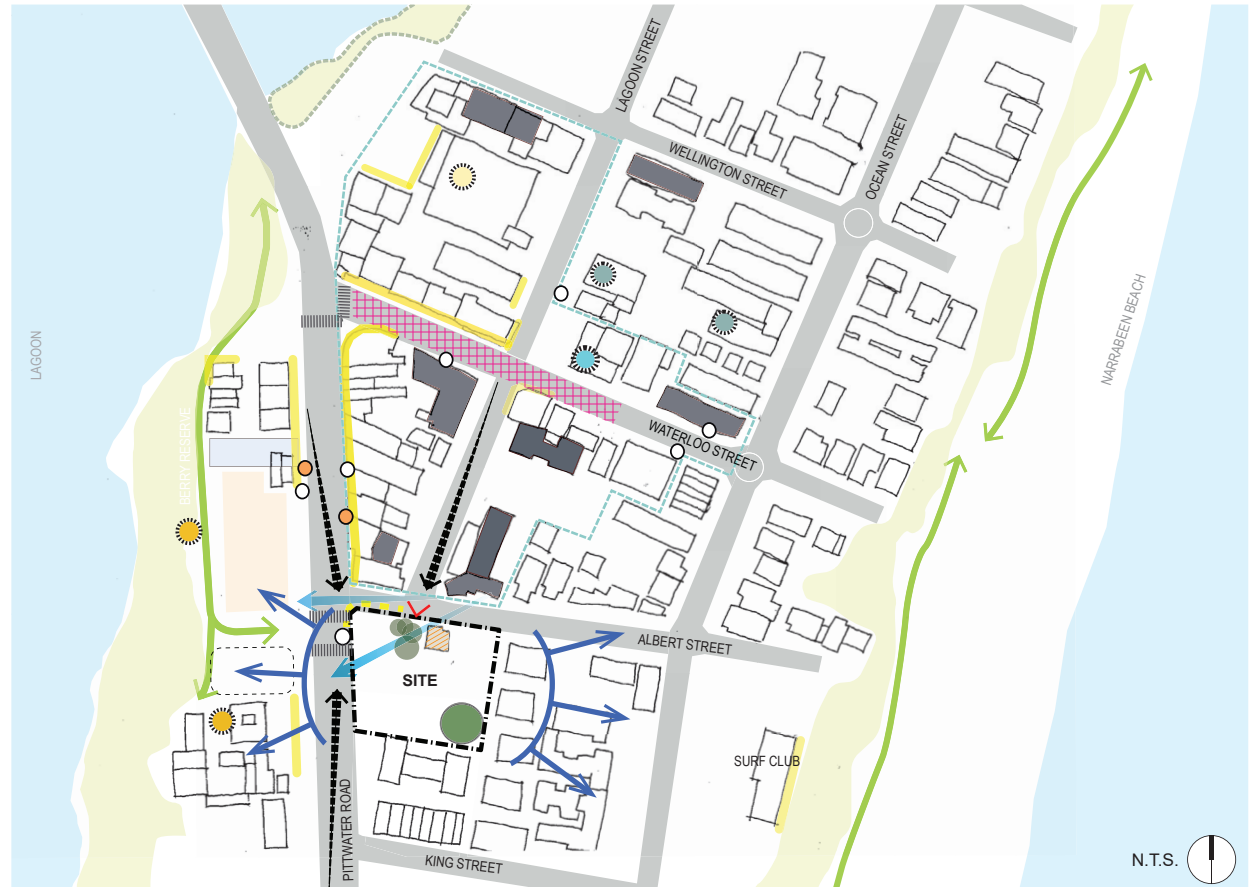 LAGOON STREET
WELLINGTON STREET
OCEAN STREET
NARRABEEN BEACH
LAGOON
BERRY RESERVE
WATERLOO STREET
ALBERT STREET
SITE
SURF CLUB
PITTWATER ROAD
KING STREET
N.T.S.